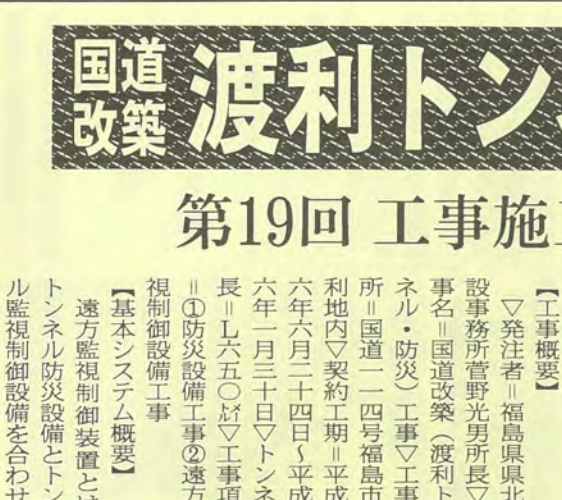 国道
改築
渡利トン
第19回 工事施
【工事概要】
▽発注者＝福島県県北
設事務所菅野光男所長▽
事名＝国道改築（渡利ト
ネル・防災）工事▽工事
所＝国道一一四号福島市
利地内▽契約工期＝平成
六年六月二十四日～平成
六年一月三十日▽トンネ
長＝L六五〇㍍▽工事項
＝①防災設備工事②遠方
視制御設備工事
【基本システム概要】
遠方監視制御装置とは
トンネル防災設備とトン
ル監視制御設備を合わせ